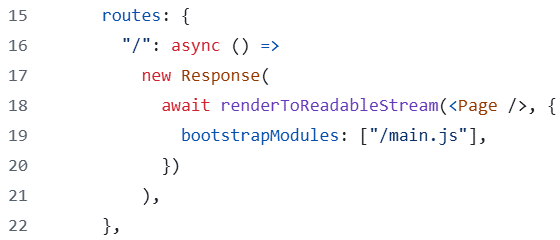 15 routes: {
16 "/": async () =>
17 new Response(
18 await renderToReadableStream(<Page />, {
19 bootstrapModules: ["/main.js"],
20 })
21 ),
22 },